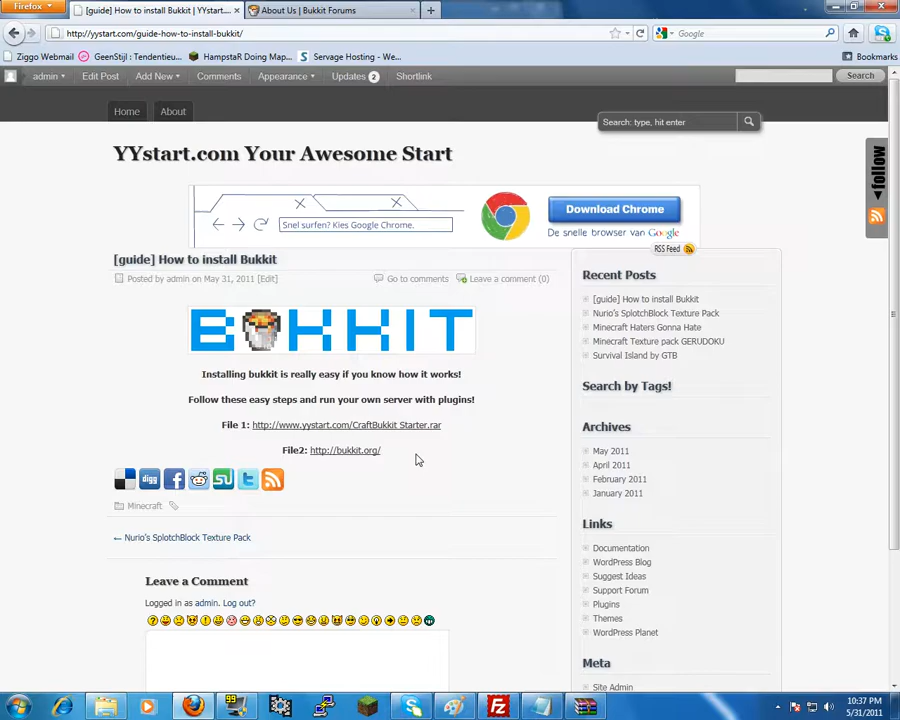 Firefox
[guide] How to install Bukkit | YYstart....
About Us | Bukkit Forums
http://yystart.com/guide-how-to-install-bukkit/
Google
Ziggo Webmail
GeenStijl : Tendentieu...
HampstaR Doing Map...
Servage Hosting - We...
Bookmarks
admin
Edit Post
Add New
Comments
Appearance
Updates 2
Shortlink
Search
Home
About
Search: type, hit enter
YYstart.com Your Awesome Start
follow
Snel surfen? Kies Google Chrome.
Download Chrome
De snelle browser van Google
RSS Feed
[guide] How to install Bukkit
Posted by admin on May 31, 2011 [Edit]
Go to comments
Leave a comment (0)
BUKKIT
Installing bukkit is really easy if you know how it works!
Follow these easy steps and run your own server with plugins!
File 1: http://www.yystart.com/CraftBukkit Starter.rar
File2: http://bukkit.org/
digg
Minecraft
← Nurio's SplotchBlock Texture Pack
Leave a Comment
Logged in as admin. Log out?
Recent Posts
[guide] How to install Bukkit
Nurio's SplotchBlock Texture Pack
Minecraft Haters Gonna Hate
Minecraft Texture pack GERUDOKU
Survival Island by GTB
Search by Tags!
Archives
May 2011
April 2011
February 2011
January 2011
Links
Documentation
WordPress Blog
Suggest Ideas
Support Forum
Plugins
Themes
WordPress Planet
Meta
Site Admin
99
10:37 PM
5/31/2011